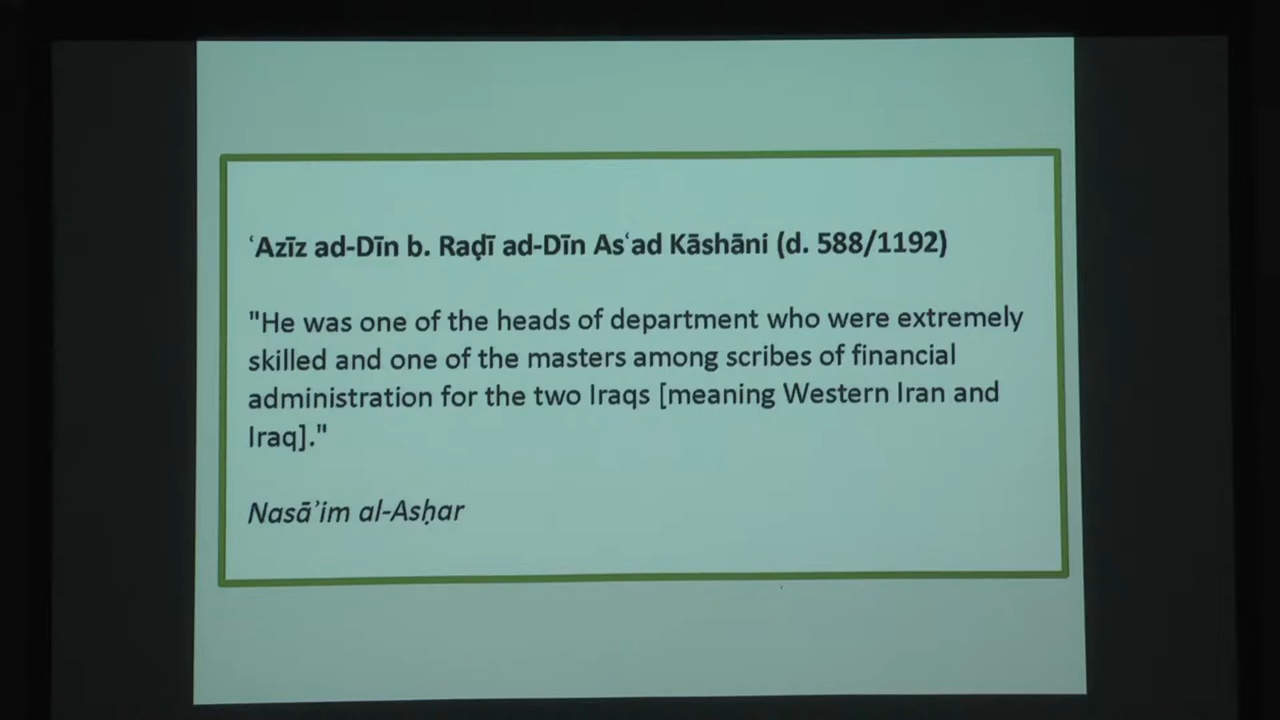 ʿAzīz ad-Dīn b. Raḍī ad-Dīn Asʿad Kāshāni (d. 588/1192)
"He was one of the heads of department who were extremely
skilled and one of the masters among scribes of financial
administration for the two Iraqs [meaning Western Iran and
Iraq]."
Nasāʾim al-Asḥar